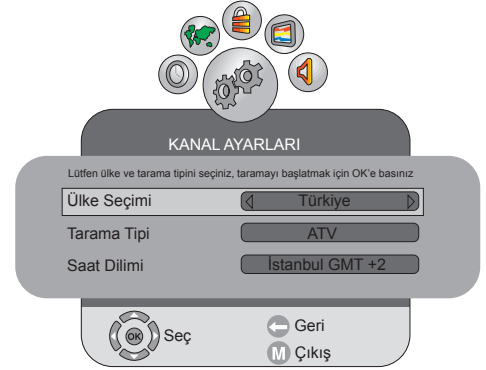 KANAL AYARLARI
Lütfen ülke ve tarama tipini seçiniz, taramayı başlatmak için OK'e basınız
Ülke Seçimi Türkiye
Tarama Tipi ATV
Saat Dilimi İstanbul GMT +2
OK Seç
Geri
M Çıkış